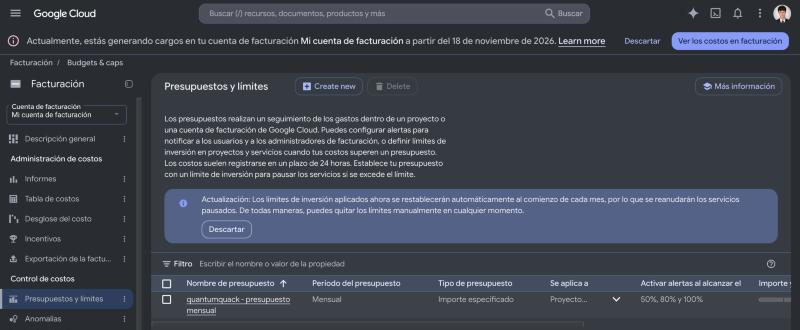 Google Cloud
Buscar (/) recursos, documentos, productos y más
Buscar
Actualmente, estás generando cargos en tu cuenta de facturación Mi cuenta de facturación a partir del 18 de noviembre de 2026. Learn more
Descartar
Ver los costos en facturación
Facturación / Budgets & caps
Facturación
Cuenta de facturación
Mi cuenta de facturación
Descripción general
Administración de costos
Informes
Tabla de costos
Desglose del costo
Incentivos
Exportación de la factu...
Control de costos
Presupuestos y límites
Anomalías
Presupuestos y límites
Create new
Delete
Más información
Los presupuestos realizan un seguimiento de los gastos dentro de un proyecto o
una cuenta de facturación de Google Cloud. Puedes configurar alertas para
notificar a los usuarios y a los administradores de facturación, o definir límites de
inversión en proyectos y servicios cuando tus costos superen un presupuesto.
Los costos suelen registrarse en un plazo de 24 horas. Establece tu presupuesto
con un límite de inversión para pausar los servicios si se excede el límite.
Actualización: Los límites de inversión aplicados ahora se restablecerán automáticamente al comienzo de cada mes, por lo que se reanudarán los servicios
pausados. De todas maneras, puedes quitar los límites manualmente en cualquier momento.
Descartar
Filtro Escribir el nombre o valor de la propiedad
Nombre de presupuesto Período del presupuesto Tipo de presupuesto Se aplica a Activar alertas al alcanzar el Importe y
quantumquack - presupuesto Mensual Importe especificado Proyecto... 50%, 80% y 100%
mensual